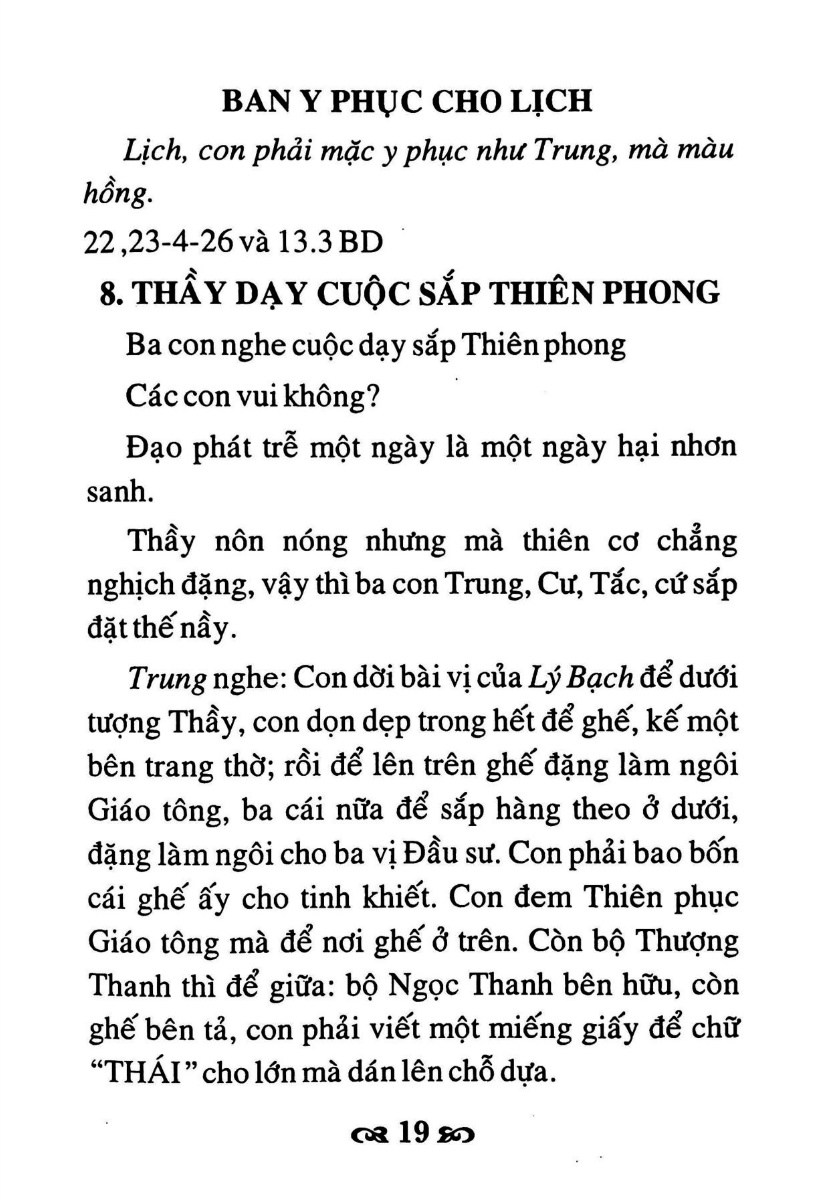 BAN Y PHỤC CHO LỊCH
Lịch, con phải mặc y phục như Trung, mà màu
hồng.
22 ,23-4-26 và 13.3 BD
8. THẦY DẠY CUỘC SẮP THIÊN PHONG
Ba con nghe cuộc dạy sắp Thiên phong
Các con vui không?
Đạo phát trễ một ngày là một ngày hại nhơn
sanh.
Thầy nôn nóng nhưng mà thiên cơ chẳng
nghịch đặng, vậy thì ba con Trung, Cư, Tắc, cứ sắp
đặt thế nầy.
Trung nghe: Con dời bài vị của Lý Bạch để dưới
tượng Thầy, con dọn dẹp trong hết để ghế, kế một
bên trang thờ; rồi để lên trên ghế đặng làm ngôi
Giáo tông, ba cái nữa để sắp hàng theo ở dưới,
đặng làm ngôi cho ba vị Đầu sư. Con phải bao bốn
cái ghế ấy cho tinh khiết. Con đem Thiên phục
Giáo tông mà để nơi ghế ở trên. Còn bộ Thượng
Thanh thì để giữa: bộ Ngọc Thanh bên hữu, còn
ghế bên tả, con phải viết một miếng giấy để chữ
“THÁI” cho lớn mà dán lên chỗ dựa.
19